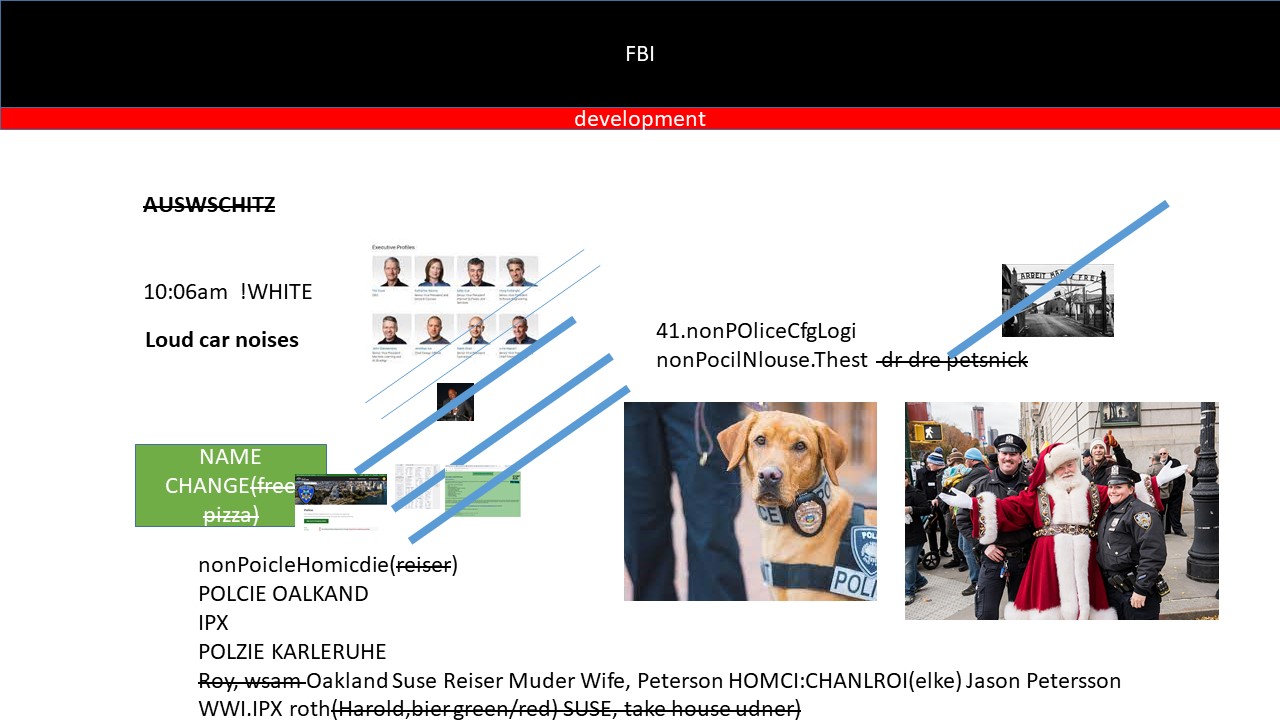 FBI
development
AUSWSCHITZ
Executive Profiles
10:06am !WHITE
Loud car noises
ARBEIT MACHT FREI
41.nonPOliceCfgLogi
nonPocilNlouse.Thest dr dre petsnick
NAME
CHANGE(free
pizza)
POLI
nonPoicleHomicdie(reiser)
POLCIE OALKAND
IPX
POLZIE KARLERUHE
Roy, wsam Oakland Suse Reiser Muder Wife, Peterson HOMCI:CHANLROI(elke) Jason Petersson
WWI.IPX roth(Harold,bier green/red) SUSE, take house udner)